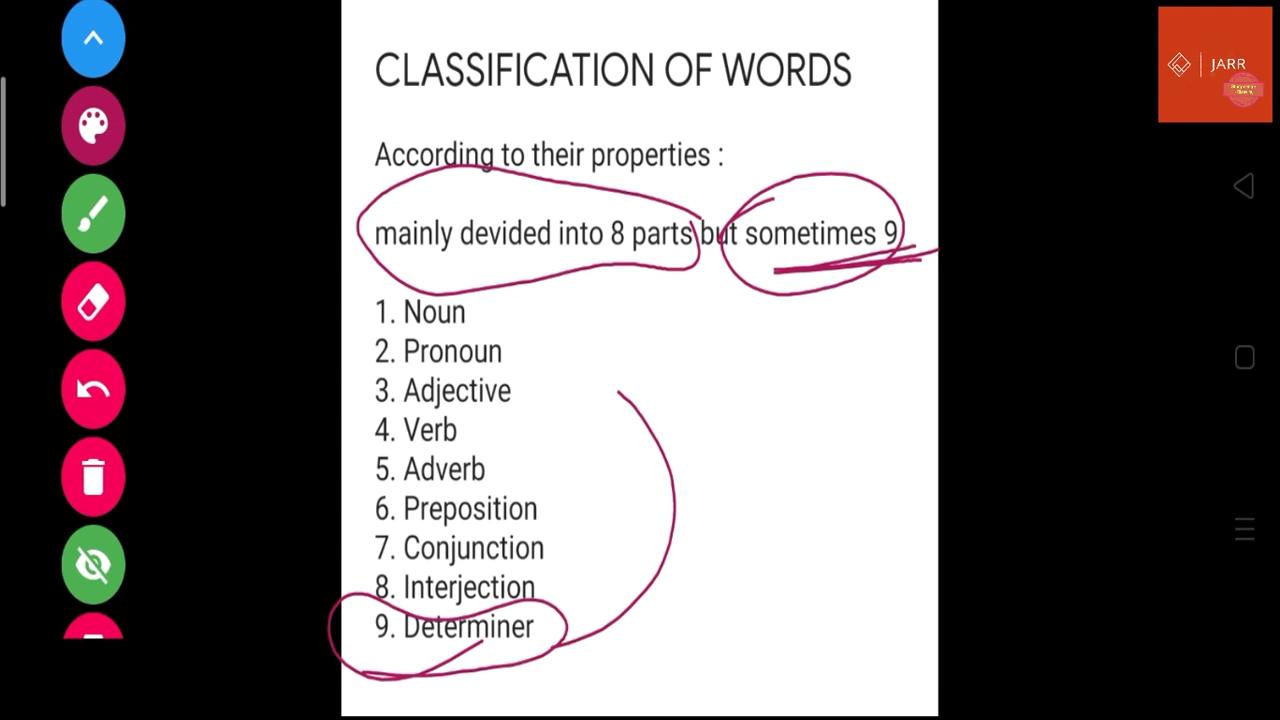 CLASSIFICATION OF WORDS
JARR
According to their properties :
mainly devided into 8 parts but sometimes 9
1. Noun
2. Pronoun
3. Adjective
4. Verb
5. Adverb
6. Preposition
7. Conjunction
8. Interjection
9. Determiner